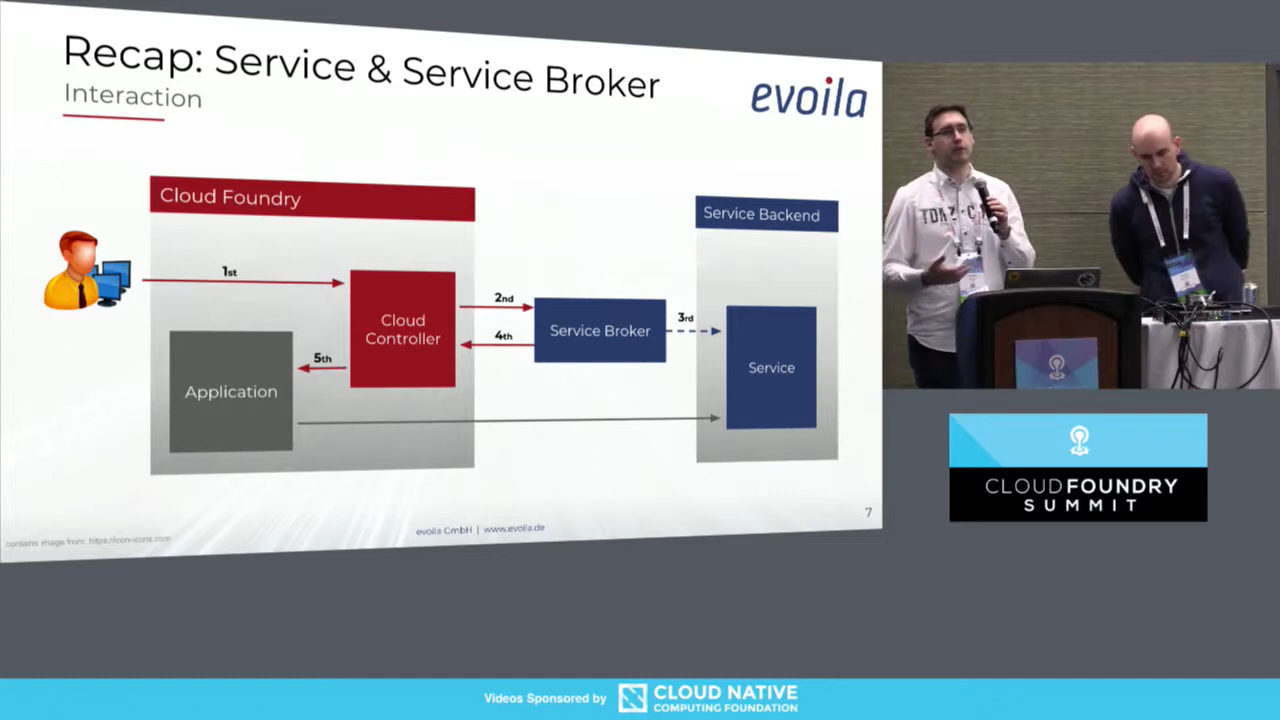 Recap: Service & Service Broker
Interaction
evoila
Cloud Foundry
Service Backend
1st
2nd
3rd
4th
5th
Cloud
Controller
Service Broker
Service
Application
7
evoila GmbH | www.evoila.de
contains image from: https://icon-icons.com
CLOUD FOUNDRY
SUMMIT
Videos Sponsored by
CLOUD NATIVE
COMPUTING FOUNDATION